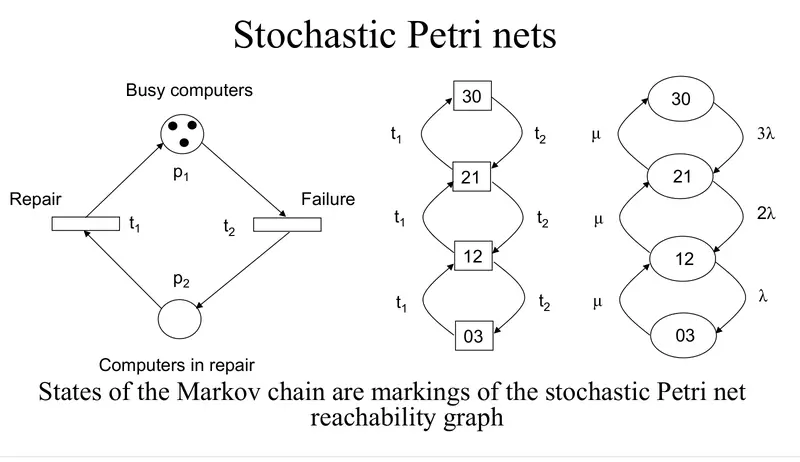 Stochastic Petri nets
Busy computers
p1
Repair
t1
t2
Failure
p2
Computers in repair
30
t1
t2
21
t1
t2
12
t1
t2
03
30
μ
3λ
21
μ
2λ
12
μ
λ
03
States of the Markov chain are markings of the stochastic Petri net
reachability graph